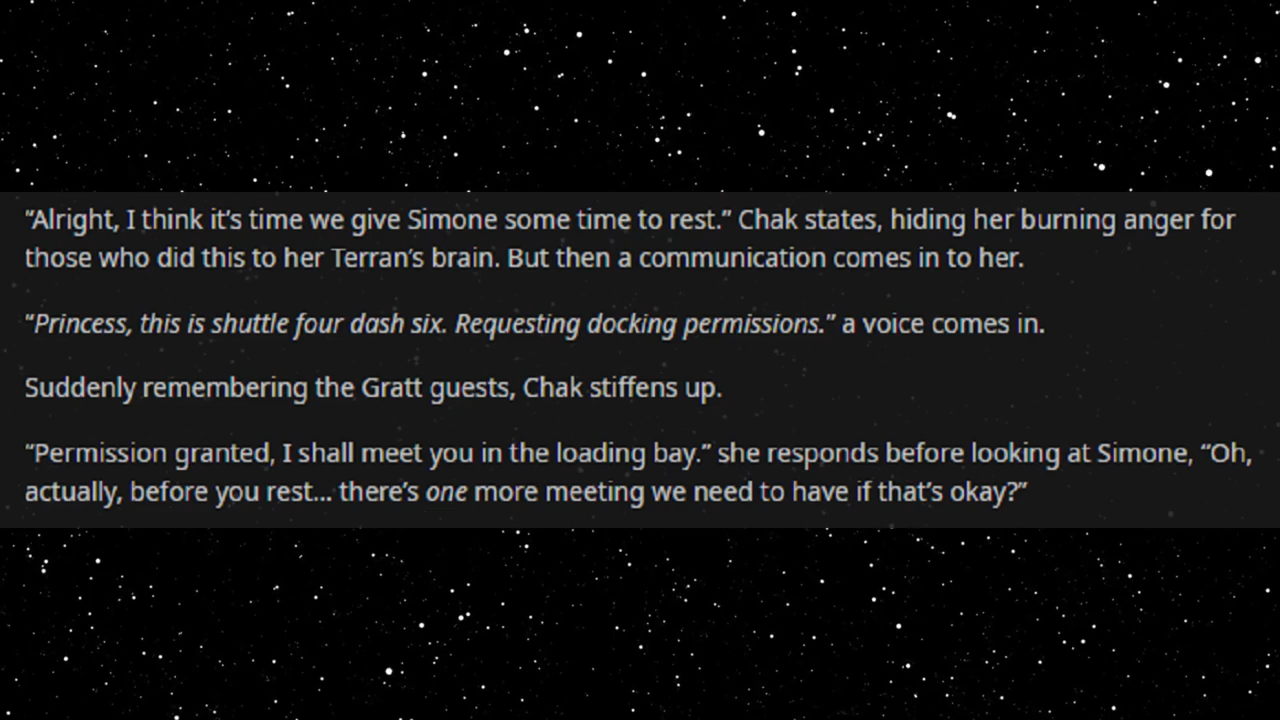 “Alright, I think it’s time we give Simone some time to rest.” Chak states, hiding her burning anger for
those who did this to her Terran’s brain. But then a communication comes in to her.
“Princess, this is shuttle four dash six. Requesting docking permissions.” a voice comes in.
Suddenly remembering the Gratt guests, Chak stiffens up.
“Permission granted, I shall meet you in the loading bay.” she responds before looking at Simone, “Oh,
actually, before you rest... there’s one more meeting we need to have if that’s okay?”